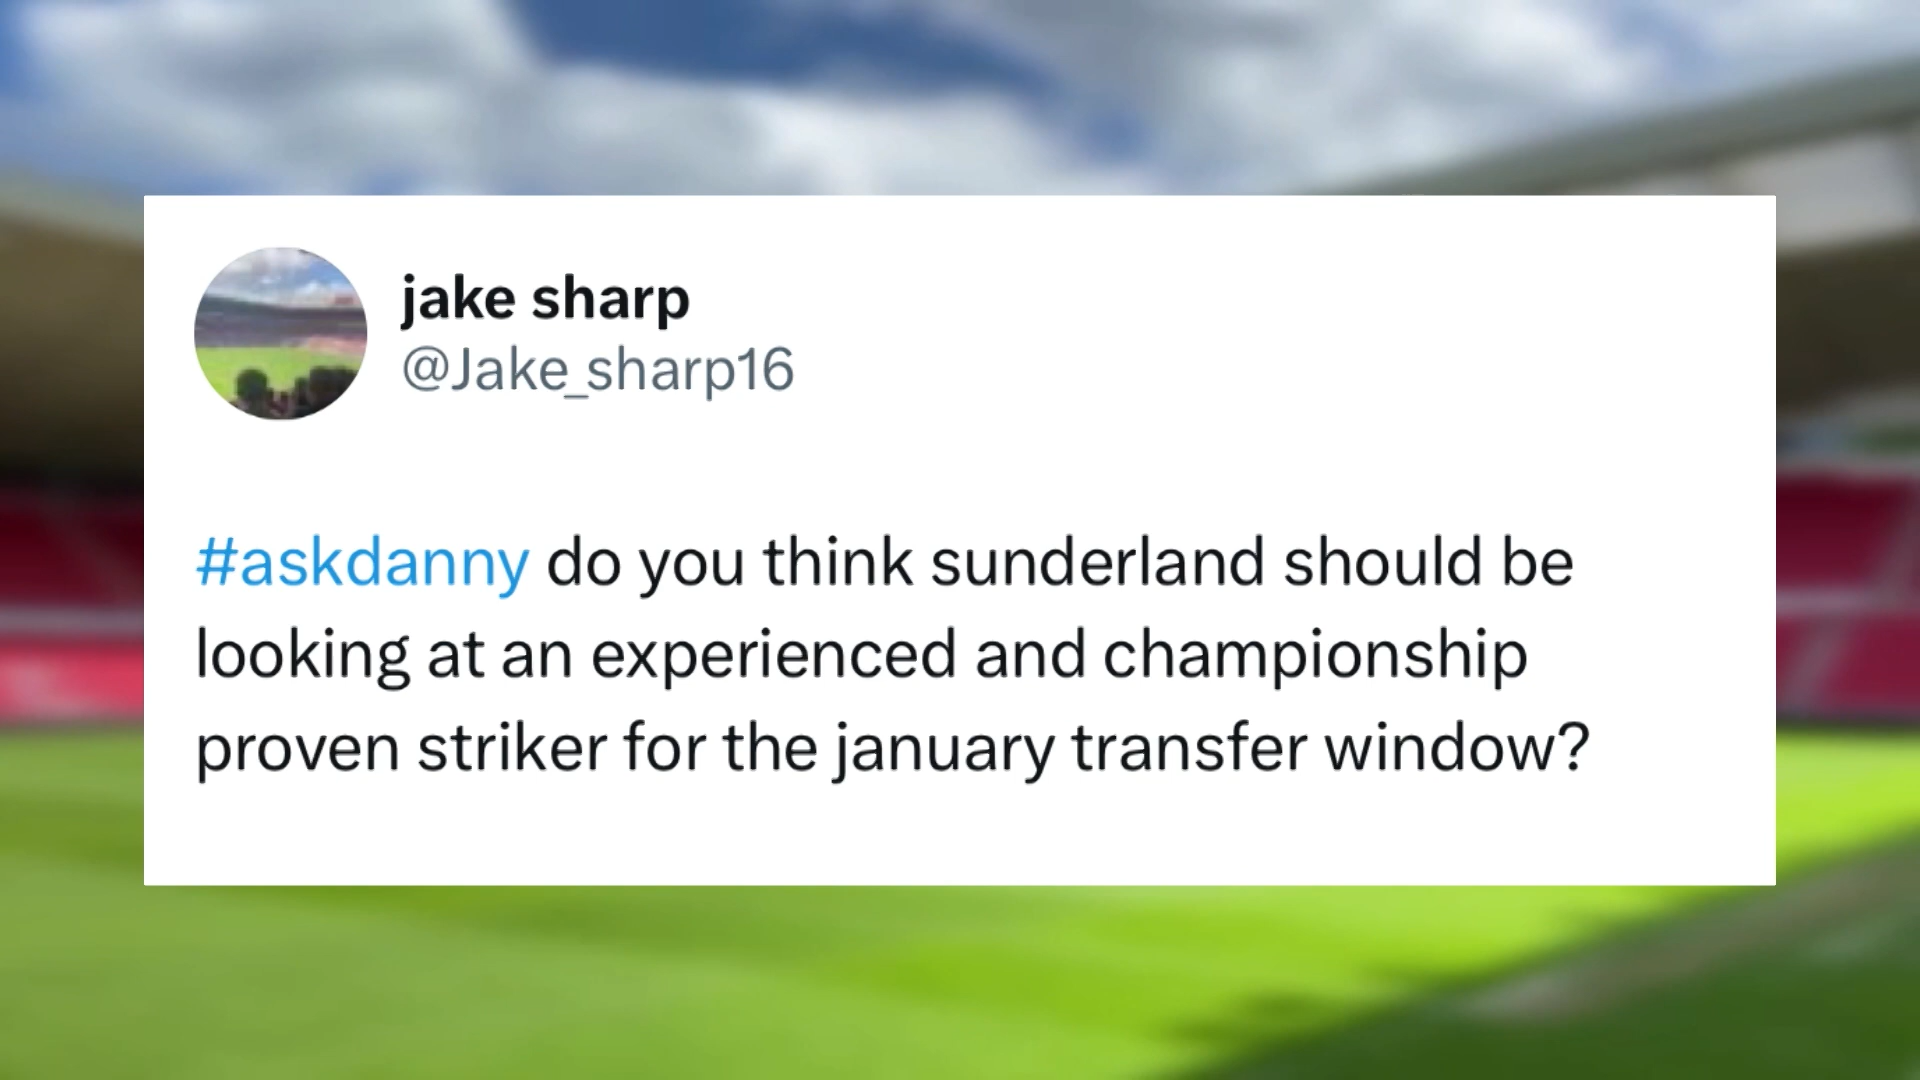 jake sharp
@Jake_sharp16
#askdanny do you think sunderland should be
looking at an experienced and championship
proven striker for the january transfer window?